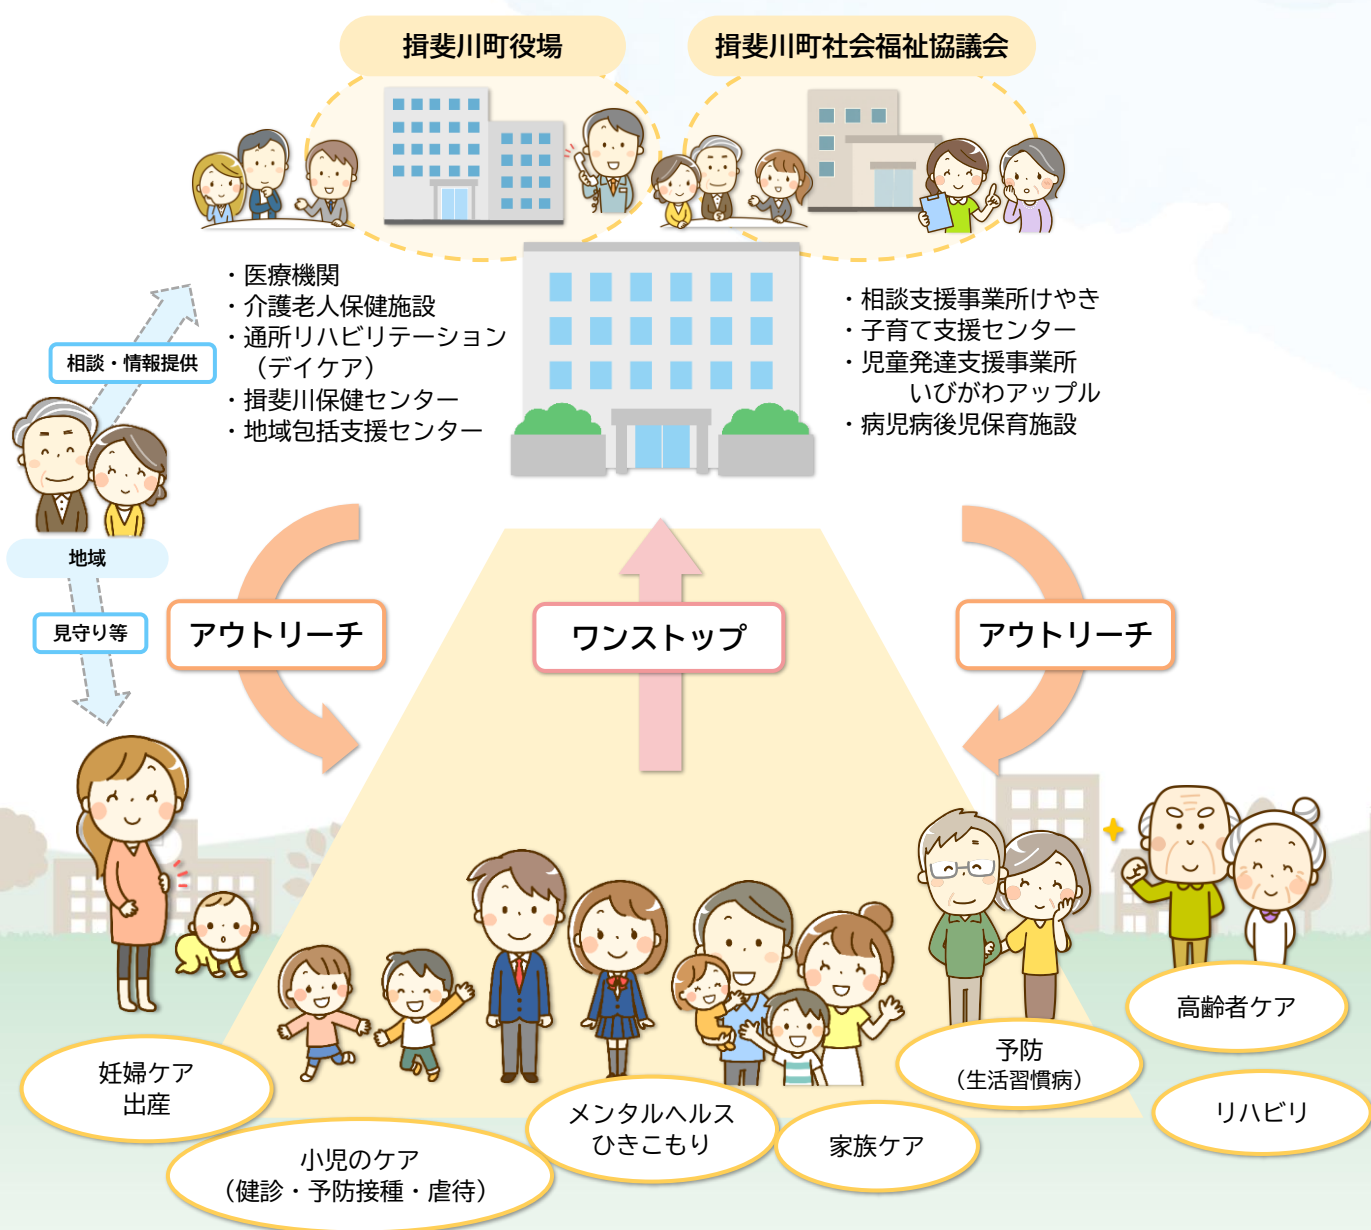 揖斐川町役場
揖斐川町社会福祉協議会
・医療機関
・介護老人保健施設
・通所リハビリテーション
（デイケア）
・揖斐川保健センター
・地域包括支援センター
・相談支援事業所けやき
・子育て支援センター
・児童発達支援事業所
いびがわアップル
・病児病後児保育施設
相談・情報提供
地域
見守り等
アウトリーチ
ワンストップ
アウトリーチ
妊婦ケア
出産
小児のケア
（健診・予防接種・虐待）
メンタルヘルス
ひきこもり
家族ケア
予防
（生活習慣病）
高齢者ケア
リハビリ